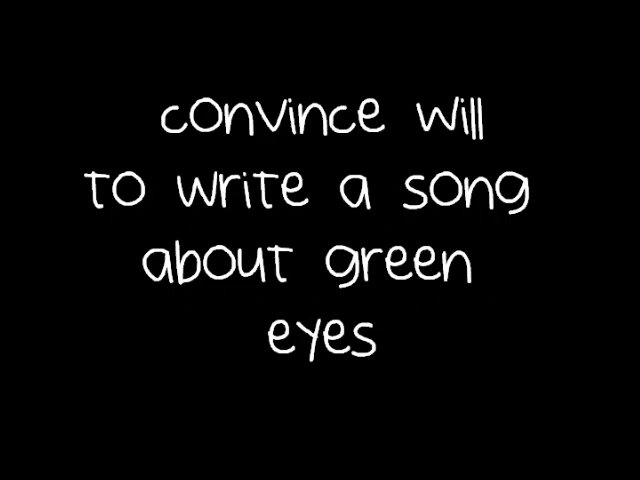 convince will
to write a song
about green
eyes